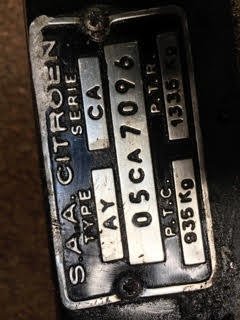 S.A.A. CITROËN
TYPE AY SERIE CA
05CA7096
P.T.C. 935 Kg P.T.R. 1335 Kg